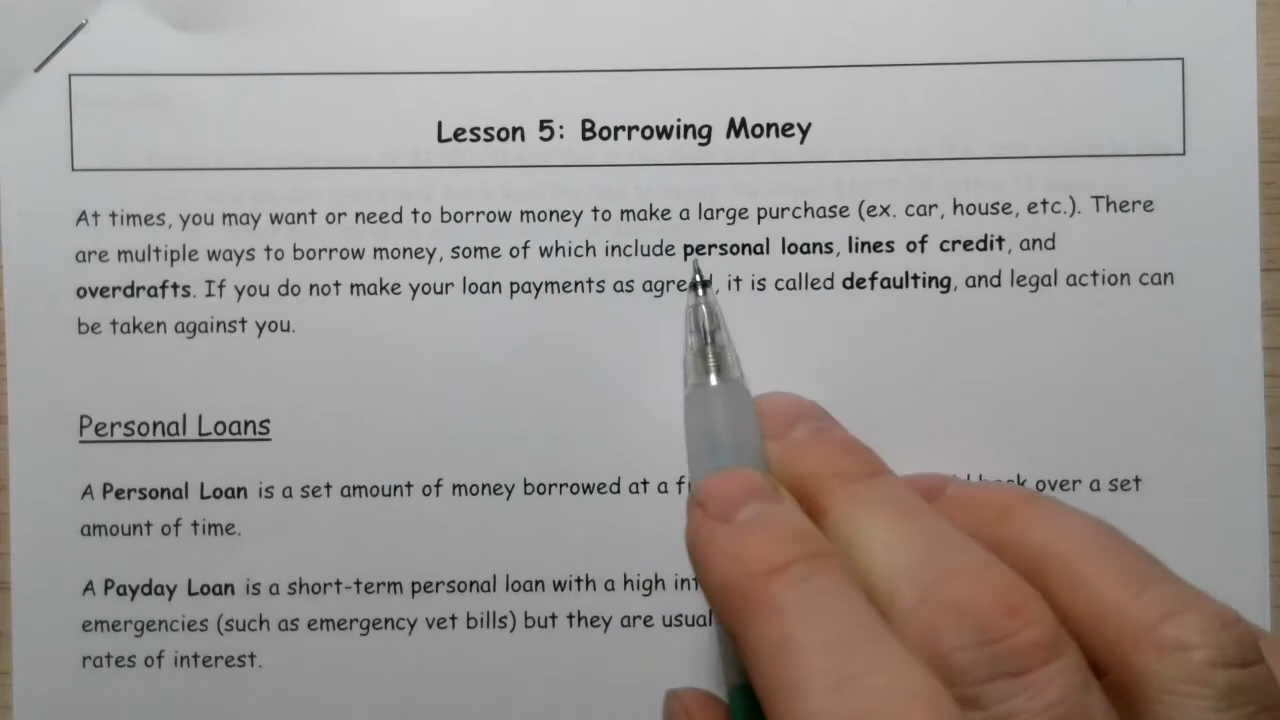 Lesson 5: Borrowing Money
At times, you may want or need to borrow money to make a large purchase (ex. car, house, etc.). There
are multiple ways to borrow money, some of which include personal loans, lines of credit, and
overdrafts. If you do not make your loan payments as agreed, it is called defaulting, and legal action can
be taken against you.
Personal Loans
A Personal Loan is a set amount of money borrowed at a back over a set
amount of time.
A Payday Loan is a short-term personal loan with a high
emergencies (such as emergency vet bills) but they are
rates of interest.